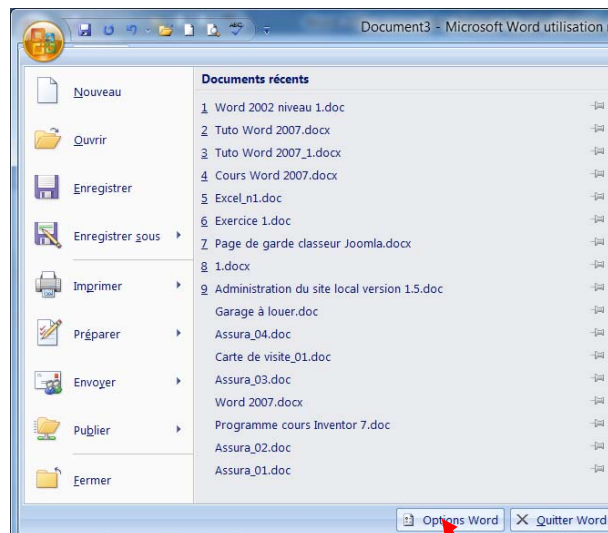 Document3 - Microsoft Word utilisation
Nouveau
Ouvrir
Enregistrer
Enregistrer sous
Imprimer
Préparer
Envoyer
Publier
Fermer
Documents récents
1 Word 2002 niveau 1.doc
2 Tuto Word 2007.docx
3 Tuto Word 2007_1.docx
4 Cours Word 2007.docx
5 Excel_n1.doc
6 Exercice 1.doc
7 Page de garde classeur Joomla.docx
8 1.docx
9 Administration du site local version 1.5.doc
Garage à louer.doc
Assura_04.doc
Carte de visite_01.doc
Assura_03.doc
Word 2007.docx
Programme cours Inventor 7.doc
Assura_02.doc
Assura_01.doc
Options Word
Quitter Word